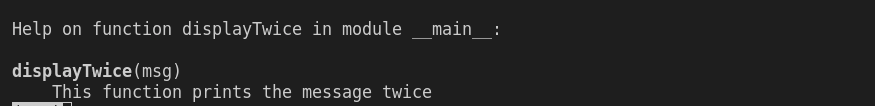 Help on function displayTwice in module __main__:
displayTwice(msg)
This function prints the message twice